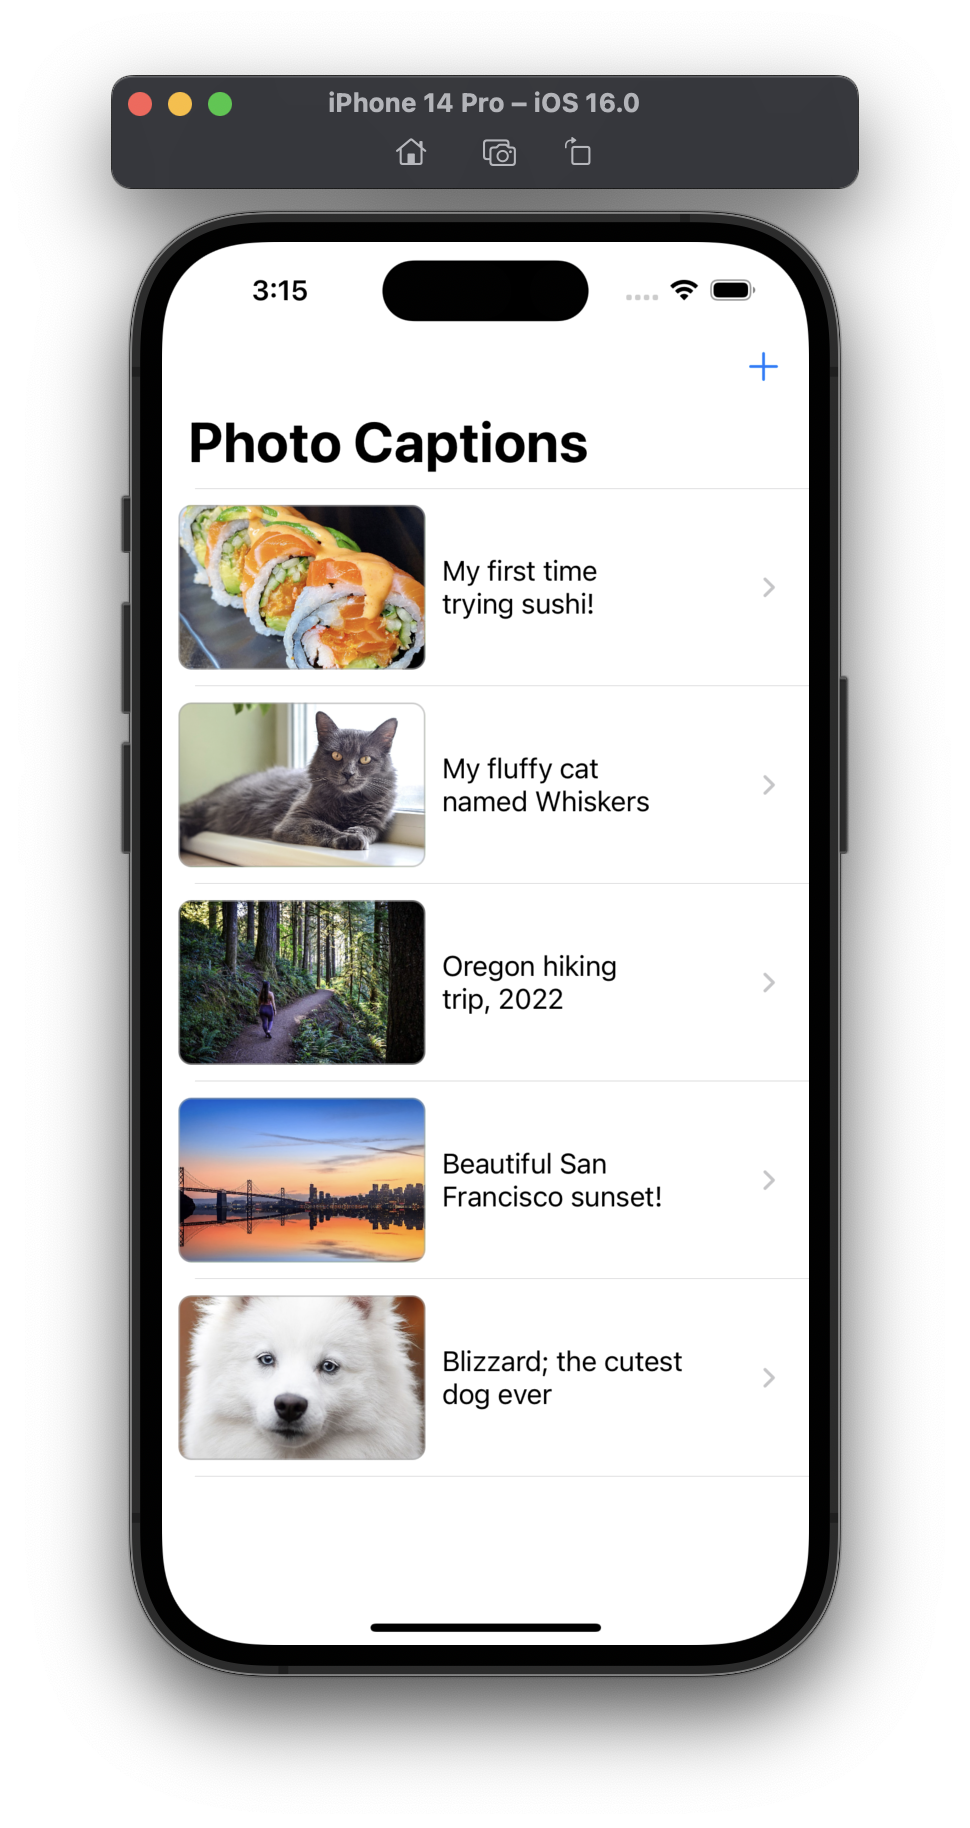 iPhone 14 Pro – iOS 16.0
3:15
Photo Captions
My first time
trying sushi!
My fluffy cat
named Whiskers
Oregon hiking
trip, 2022
Beautiful San
Francisco sunset!
Blizzard; the cutest
dog ever